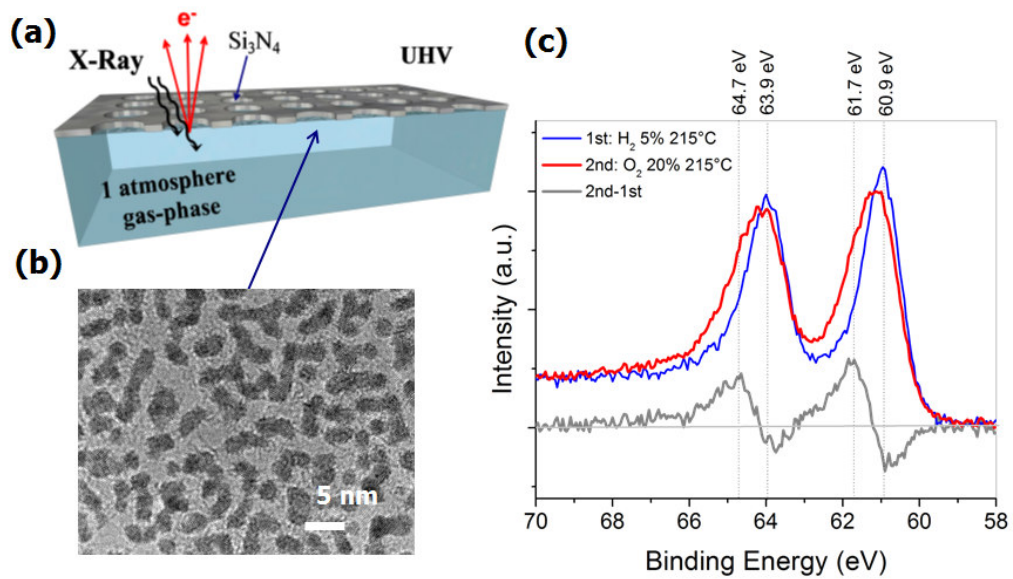 (a)
e-
Si3N4
X-Ray
UHV
1 atmosphere
gas-phase
(b)
5 nm
(c)
64.7 eV
63.9 eV
61.7 eV
60.9 eV
1st: H2 5% 215°C
2nd: O2 20% 215°C
2nd-1st
Intensity (a.u.)
70 68 66 64 62 60 58
Binding Energy (eV)